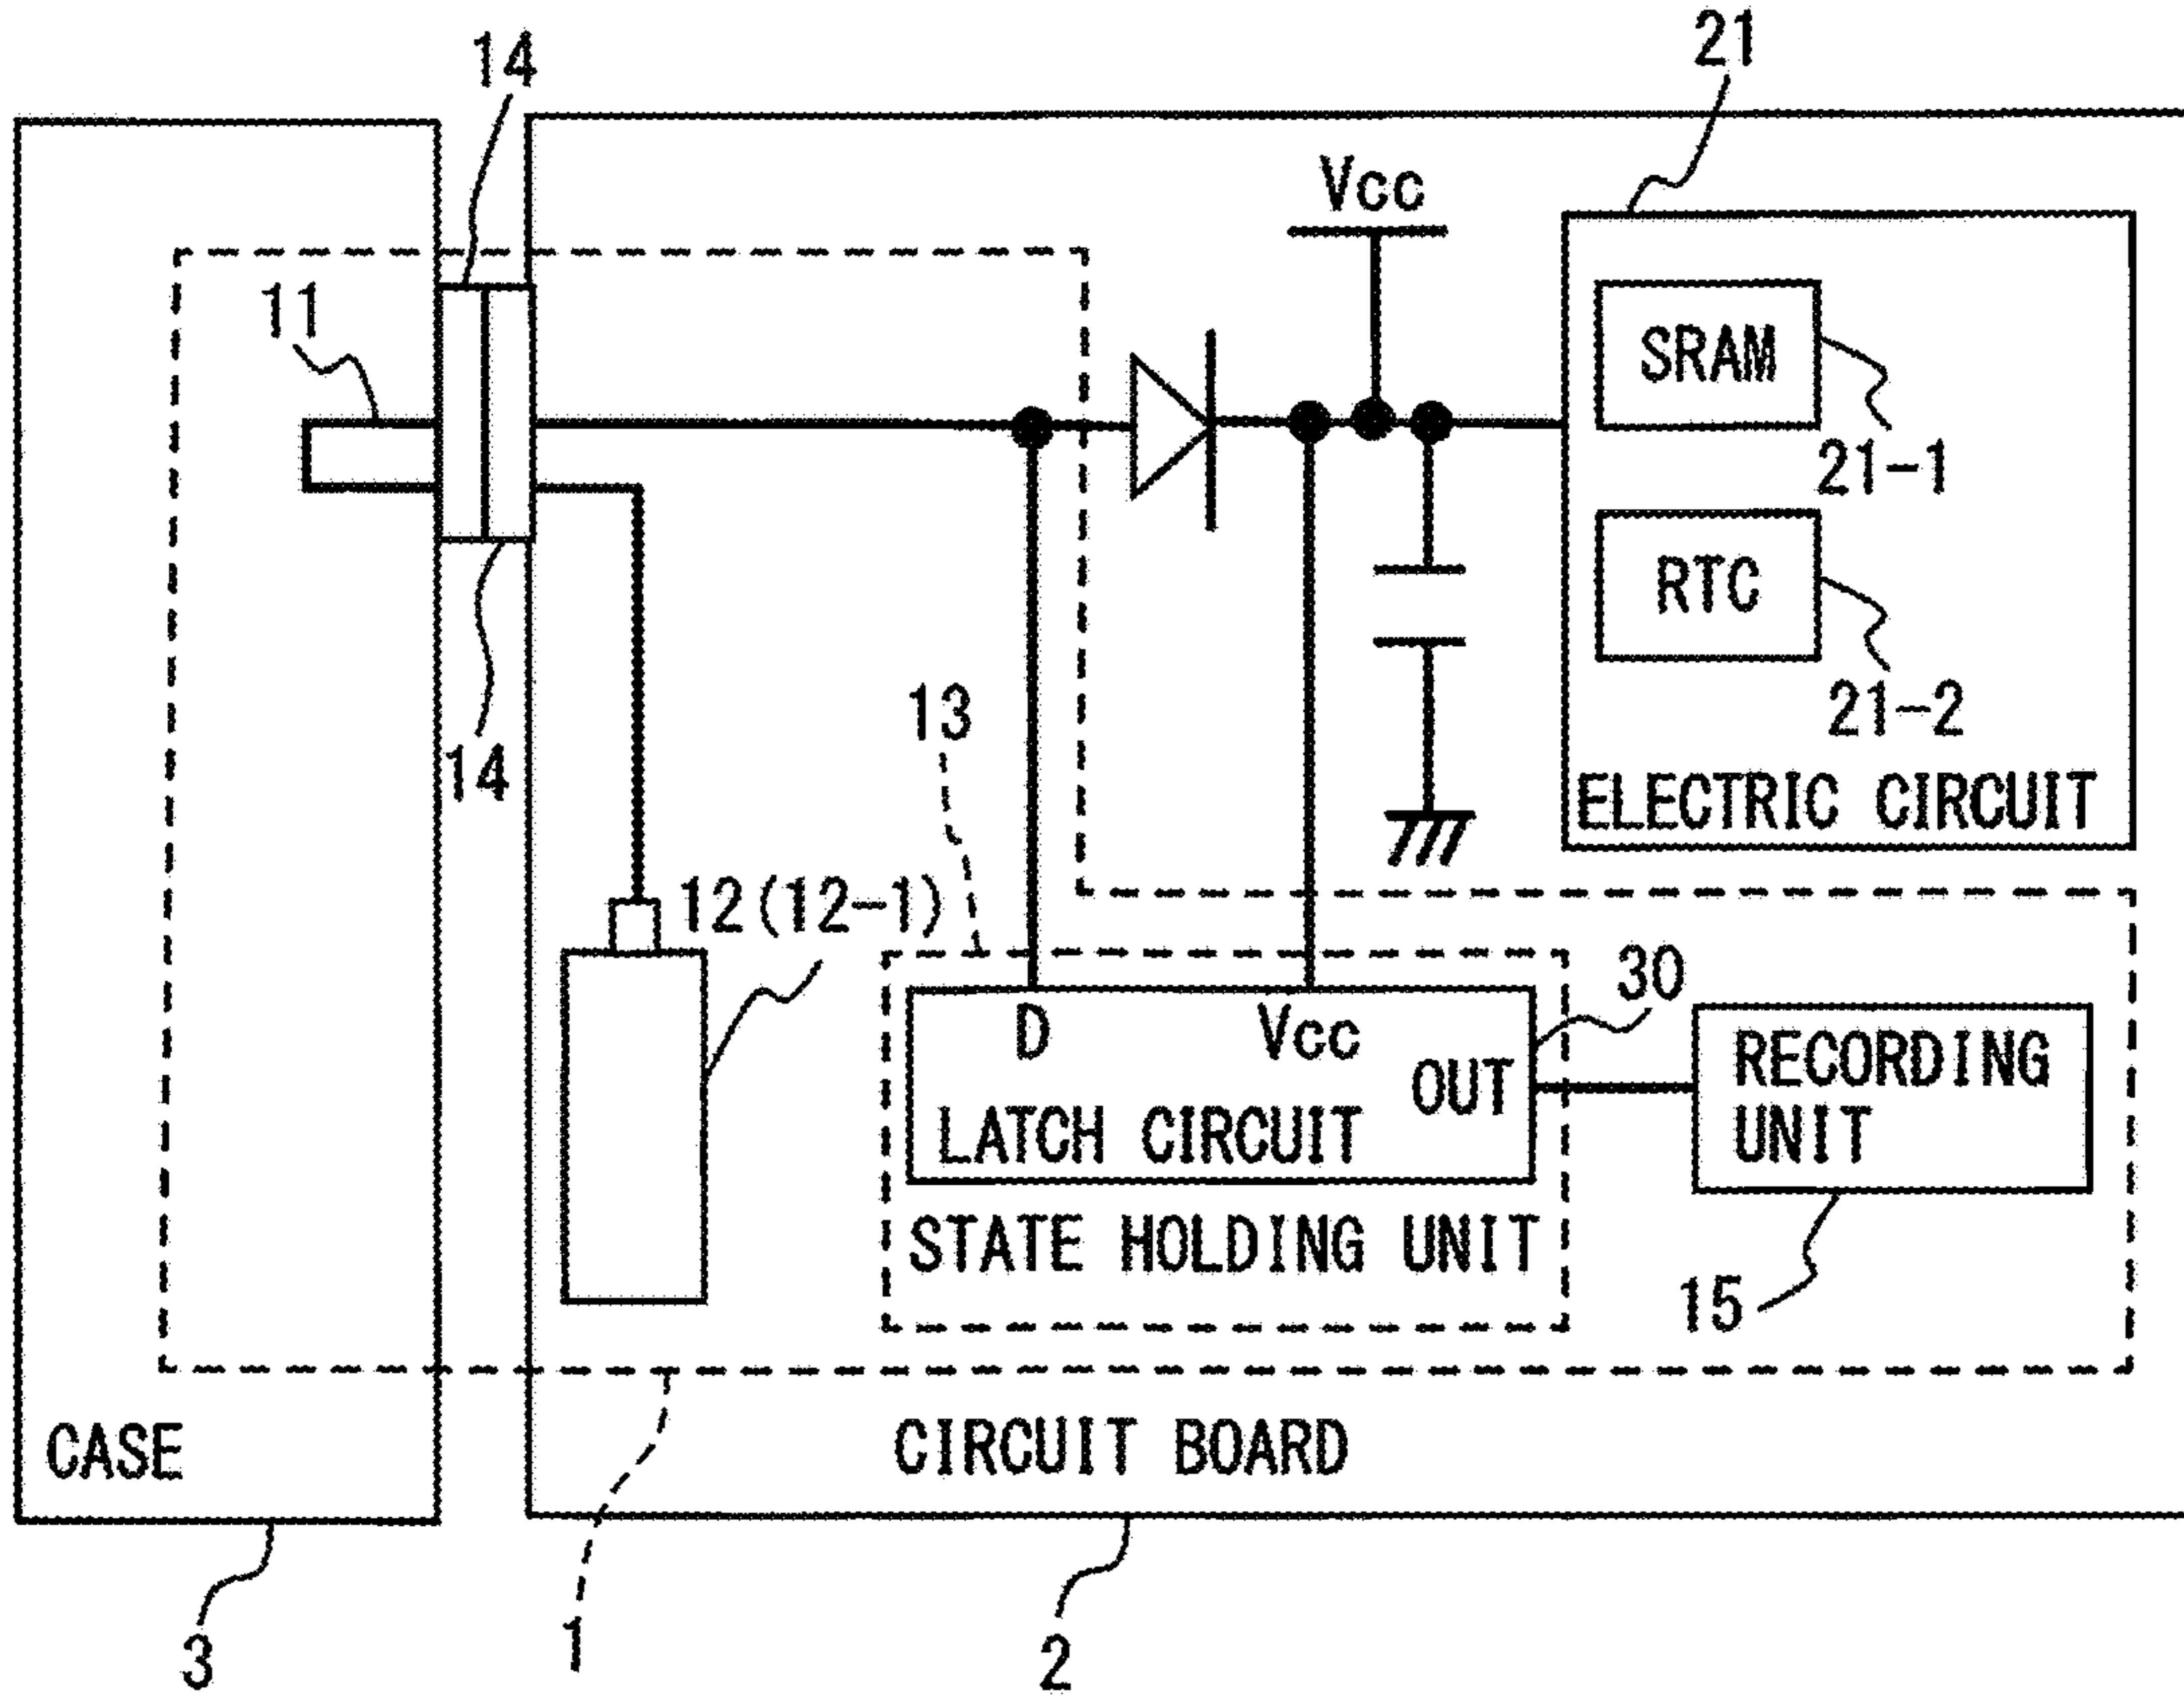 21
14
Vcc
11
SRAM
21-1
RTC
13
21-2
14
ELECTRIC CIRCUIT
12(12-1)
30
D
Vcc
RECORDING
OUT
LATCH CIRCUIT
UNIT
STATE HOLDING UNIT
15
CASE
CIRCUIT BOARD
3
1
2